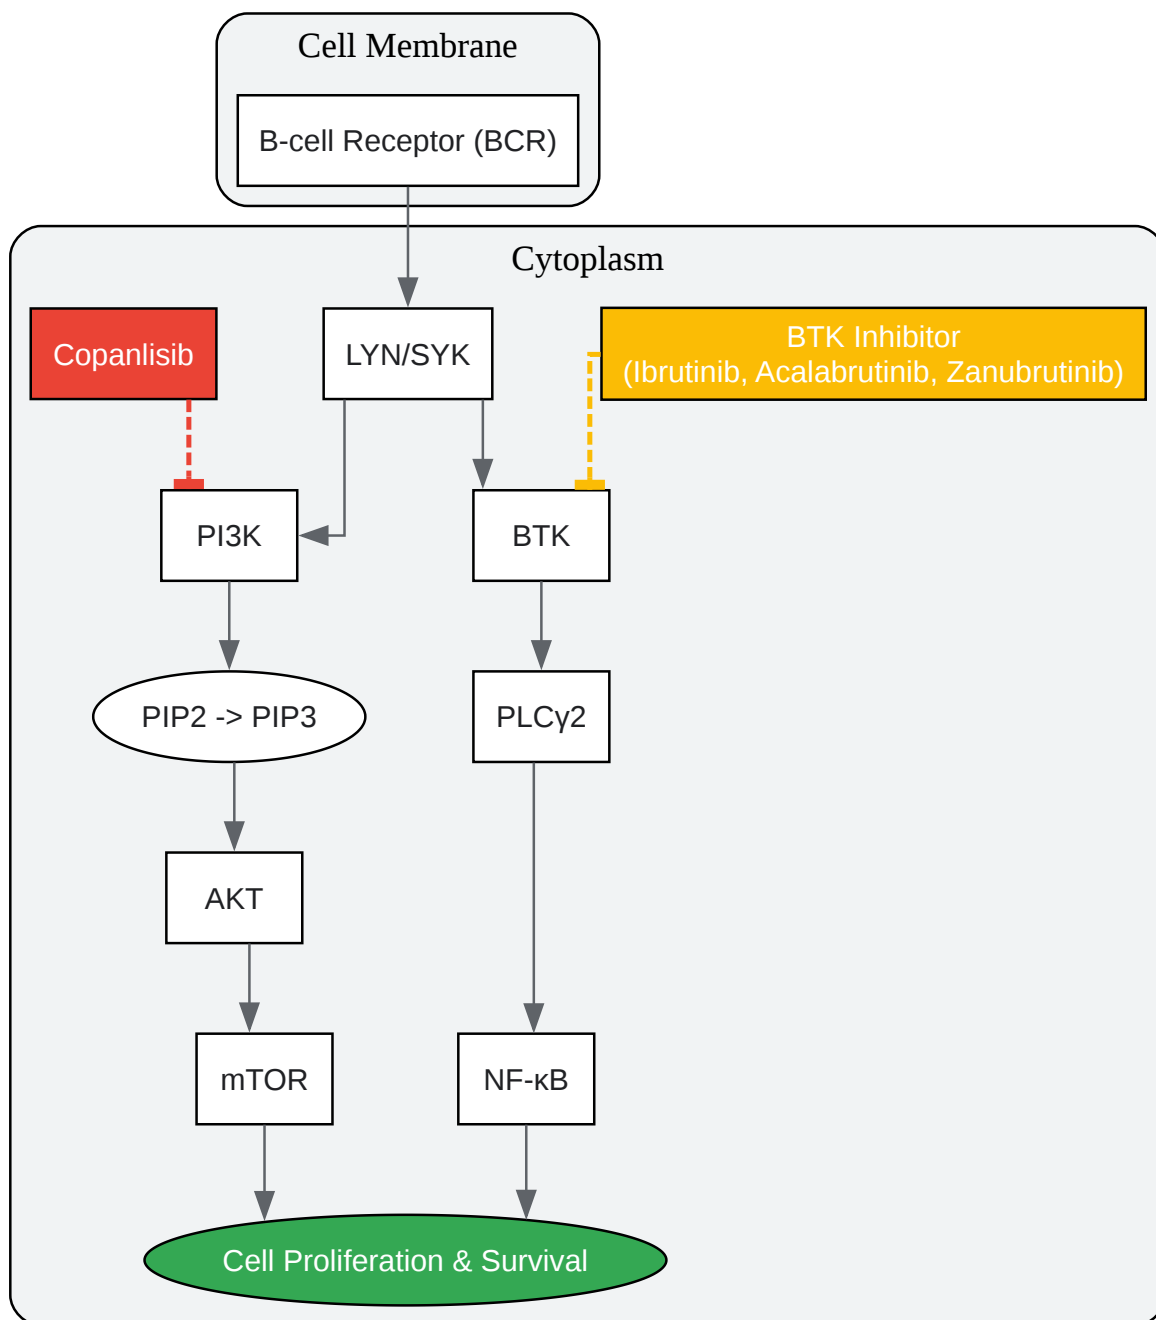 Cell Membrane
B-cell Receptor (BCR)
Cytoplasm
Copanlisib
LYN/SYK
BTK Inhibitor
(Ibrutinib, Acalabrutinib, Zanubrutinib)
PI3K
BTK
PIP2 -> PIP3
PLCγ2
AKT
mTOR
NF-κB
Cell Proliferation & Survival